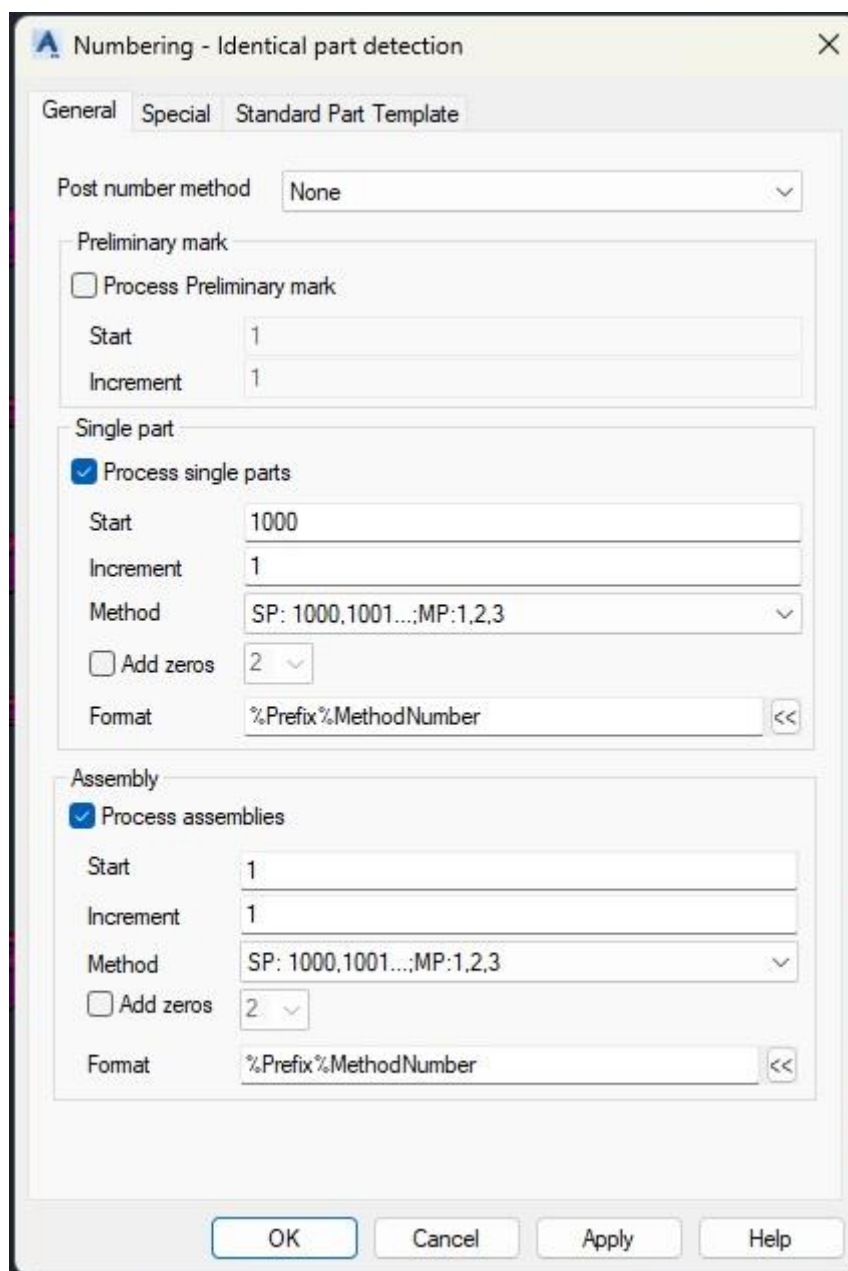 Numbering - Identical part detection
General Special Standard Part Template
Post number method None
Preliminary mark
Process Preliminary mark
Start 1
Increment 1
Single part
Process single parts
Start 1000
Increment 1
Method SP: 1000,1001...;MP:1,2,3
Add zeros 2
Format %Prefix%MethodNumber <<
Assembly
Process assemblies
Start 1
Increment 1
Method SP: 1000,1001...;MP:1,2,3
Add zeros 2
Format %Prefix%MethodNumber <<
OK Cancel Apply Help